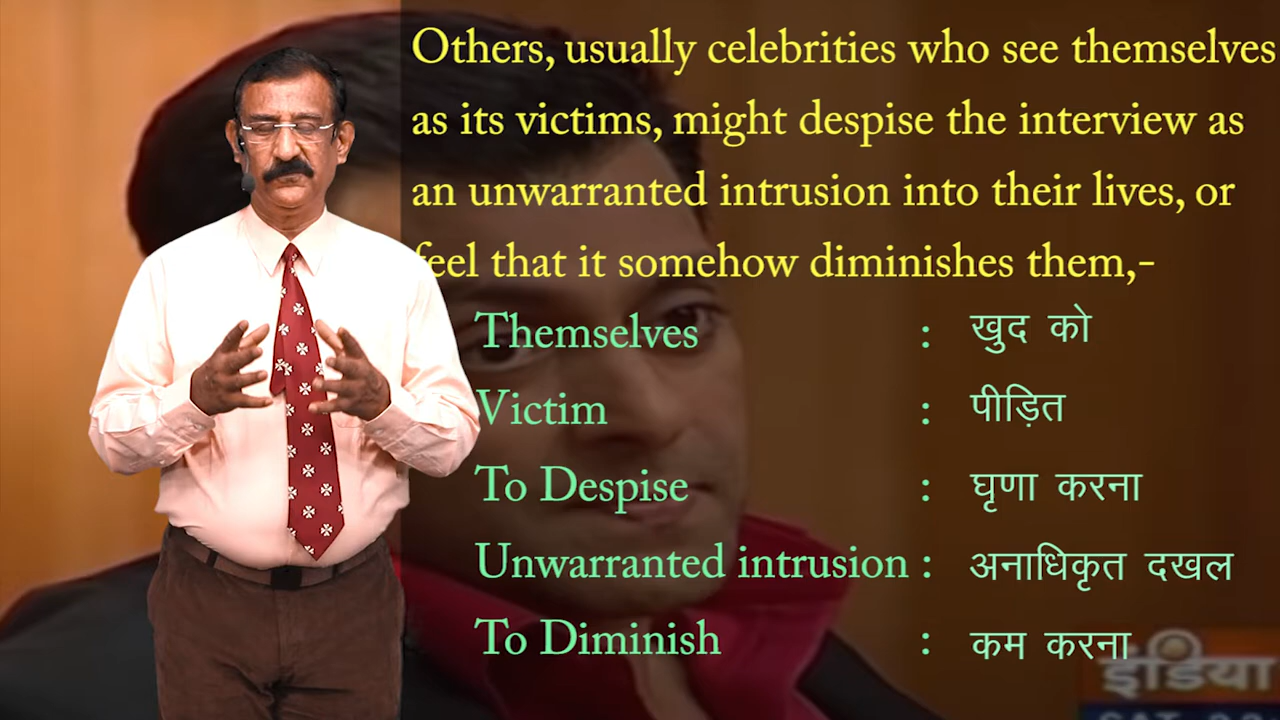 Others, usually celebrities who see themselves
as its victims, might despise the interview as
an unwarranted intrusion into their lives, or
feel that it somehow diminishes them,-
Themselves : खुद को
Victim : पीड़ित
To Despise : घृणा करना
Unwarranted intrusion : अनाधिकृत दखल
To Diminish : कम करना
इंडिया